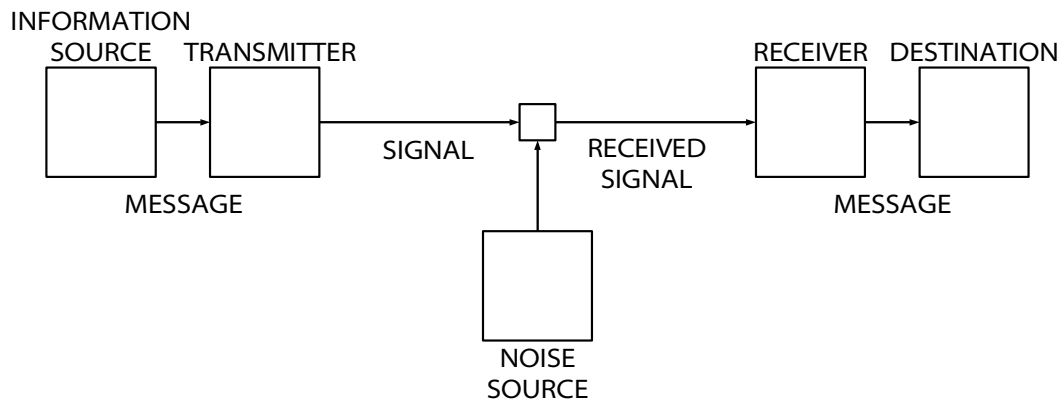 INFORMATION
SOURCE
TRANSMITTER
RECEIVER
DESTINATION
SIGNAL
RECEIVED
SIGNAL
MESSAGE
MESSAGE
NOISE
SOURCE